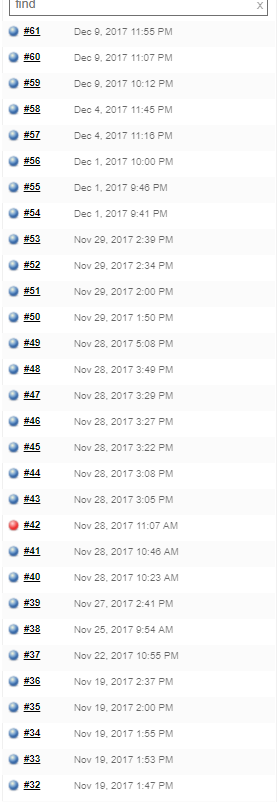 find x
#61 Dec 9, 2017 11:55 PM
#60 Dec 9, 2017 11:07 PM
#59 Dec 9, 2017 10:12 PM
#58 Dec 4, 2017 11:45 PM
#57 Dec 4, 2017 11:16 PM
#56 Dec 1, 2017 10:00 PM
#55 Dec 1, 2017 9:46 PM
#54 Dec 1, 2017 9:41 PM
#53 Nov 29, 2017 2:39 PM
#52 Nov 29, 2017 2:34 PM
#51 Nov 29, 2017 2:00 PM
#50 Nov 29, 2017 1:50 PM
#49 Nov 28, 2017 5:08 PM
#48 Nov 28, 2017 3:49 PM
#47 Nov 28, 2017 3:29 PM
#46 Nov 28, 2017 3:27 PM
#45 Nov 28, 2017 3:22 PM
#44 Nov 28, 2017 3:08 PM
#43 Nov 28, 2017 3:05 PM
#42 Nov 28, 2017 11:07 AM
#41 Nov 28, 2017 10:46 AM
#40 Nov 28, 2017 10:23 AM
#39 Nov 27, 2017 2:41 PM
#38 Nov 25, 2017 9:54 AM
#37 Nov 22, 2017 10:55 PM
#36 Nov 19, 2017 2:37 PM
#35 Nov 19, 2017 2:00 PM
#34 Nov 19, 2017 1:55 PM
#33 Nov 19, 2017 1:53 PM
#32 Nov 19, 2017 1:47 PM